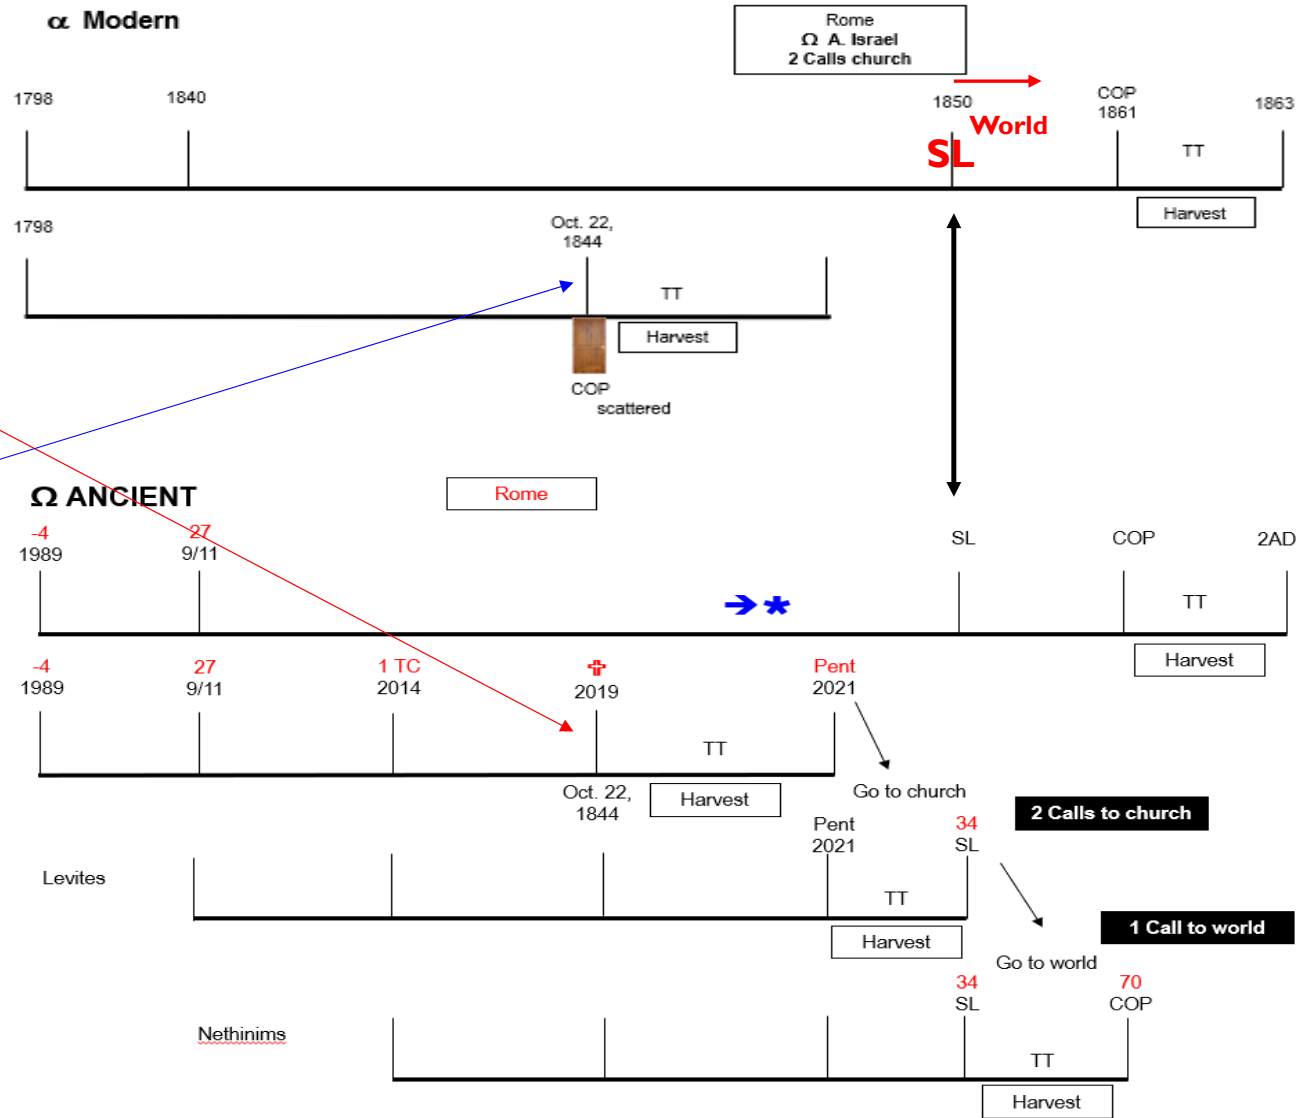 α Modern
Rome
Ω A. Israel
2 Calls church
1798
1840
1850
World
SL
COP
1861
1863
TT
Harvest
1798
Oct. 22,
1844
TT
Harvest
COP
scattered
Ω ANCIENT
Rome
-4
1989
27
9/11
SL
COP
2AD
TT
Harvest
-4
1989
27
9/11
1 TC
2014
2019
Pent
2021
TT
Oct. 22,
1844
Harvest
Go to church
2 Calls to church
Levites
Pent
2021
34
SL
TT
Harvest
1 Call to world
Go to world
Nethinims
34
SL
70
COP
TT
Harvest